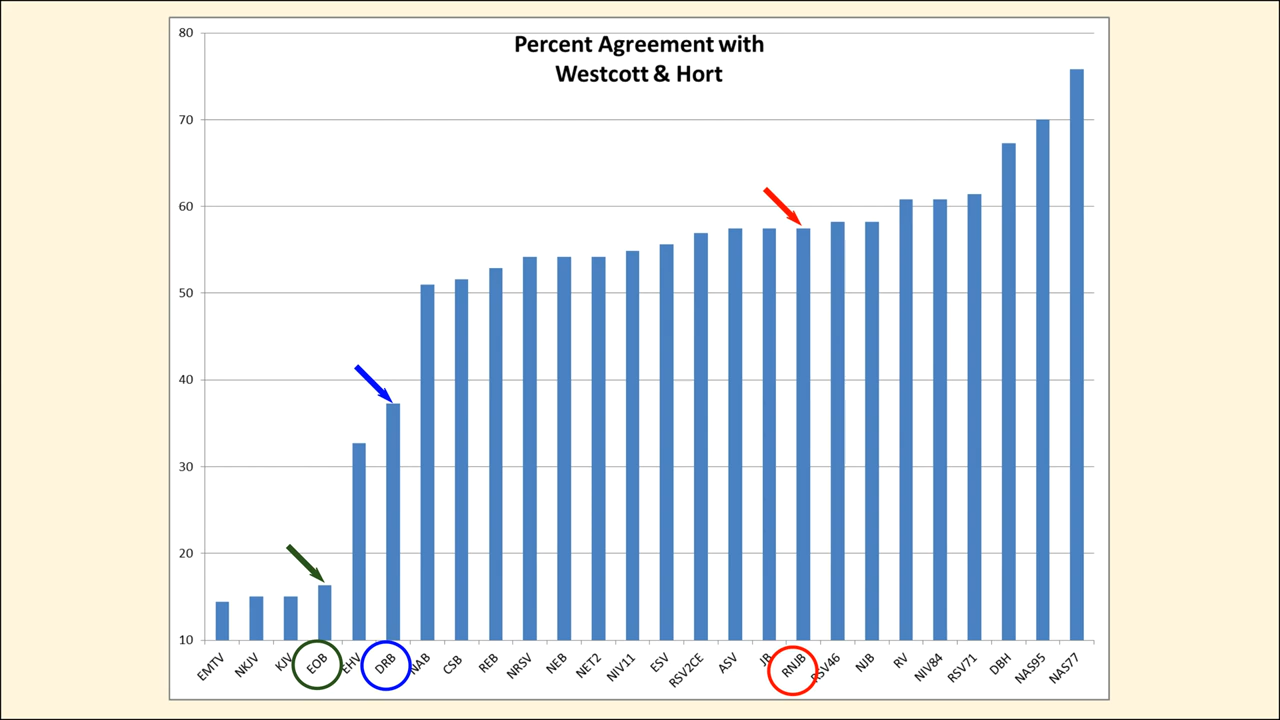 Percent Agreement with
Westcott & Hort
80
70
60
50
40
30
20
10
EMTV
NKJV
KJV
EOB
EHV
DRB
NAB
CSB
REB
NRSV
NEB
NET2
NIV11
ESV
RSV2CE
ASV
JB
RNJB
RSV46
NJB
RV
NIV84
RSV71
DBH
NAS95
NAS77